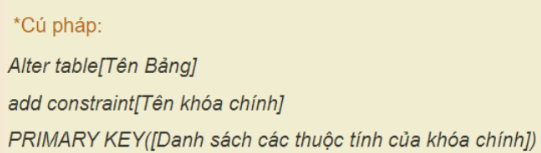 *Cú pháp:
Alter table[Tên Bảng]
add constraint[Tên khóa chính]
PRIMARY KEY([Danh sách các thuộc tính của khóa chính])